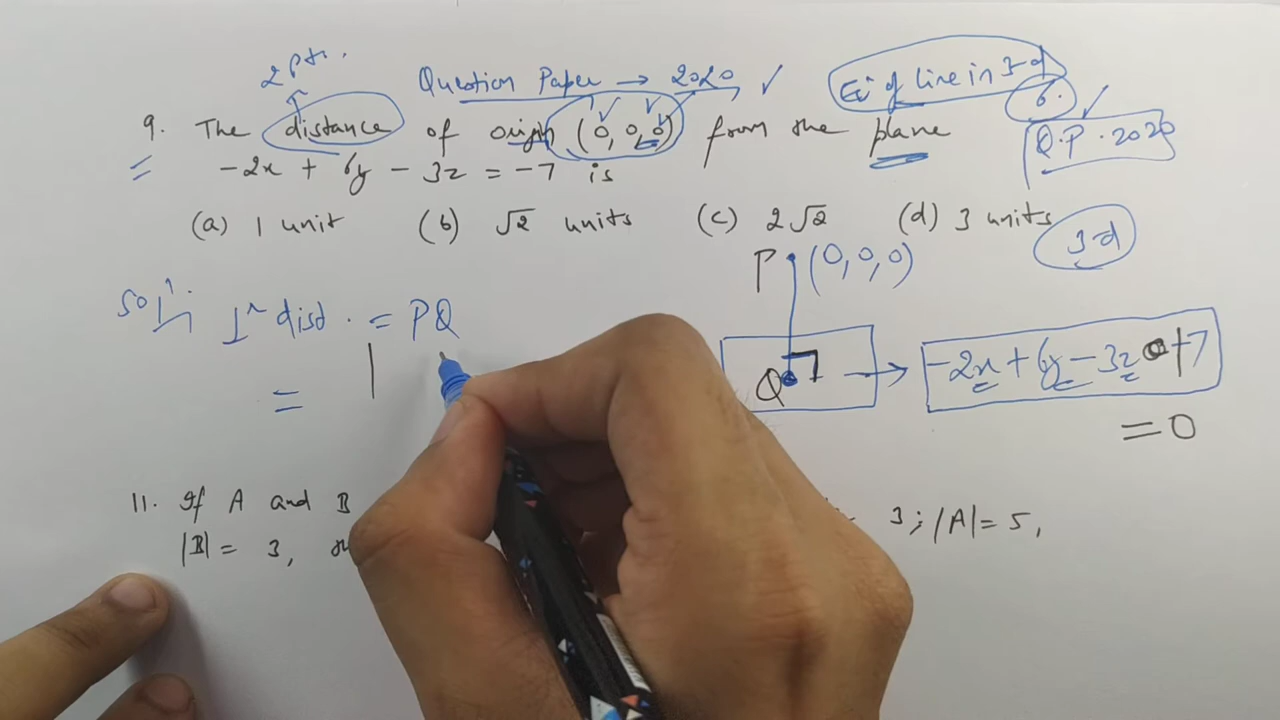 2 Pts.
Question Paper → 2020 ✓
Eqn of line in 3-d
6.
Q.P. 2020
9. The distance of origin (0, 0, 0) from the plane
-2x + 6y - 3z = -7 is
(a) 1 unit (b) √2 units (c) 2√2 (d) 3 units
3-d
P (0, 0, 0)
Soln ⊥r dist. = PQ
= |
Q → -2x + 6y - 3z + 7
= 0
11. If A and B 3; |A| = 5,
|B| = 3,